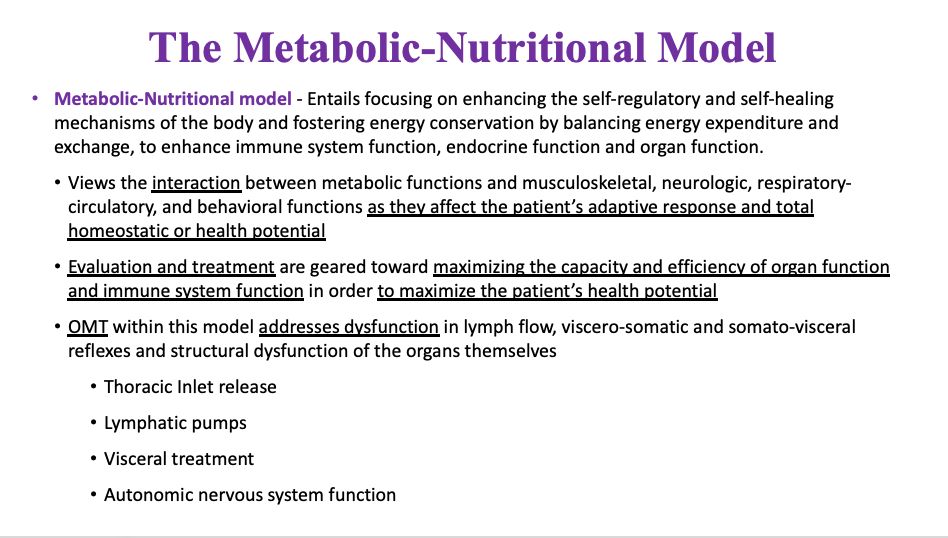 The Metabolic-Nutritional Model
• Metabolic-Nutritional model - Entails focusing on enhancing the self-regulatory and self-healing
mechanisms of the body and fostering energy conservation by balancing energy expenditure and
exchange, to enhance immune system function, endocrine function and organ function.
• Views the interaction between metabolic functions and musculoskeletal, neurologic, respiratory-
circulatory, and behavioral functions as they affect the patient's adaptive response and total
homeostatic or health potential
• Evaluation and treatment are geared toward maximizing the capacity and efficiency of organ function
and immune system function in order to maximize the patient's health potential
• OMT within this model addresses dysfunction in lymph flow, viscero-somatic and somato-visceral
reflexes and structural dysfunction of the organs themselves
• Thoracic Inlet release
• Lymphatic pumps
• Visceral treatment
• Autonomic nervous system function